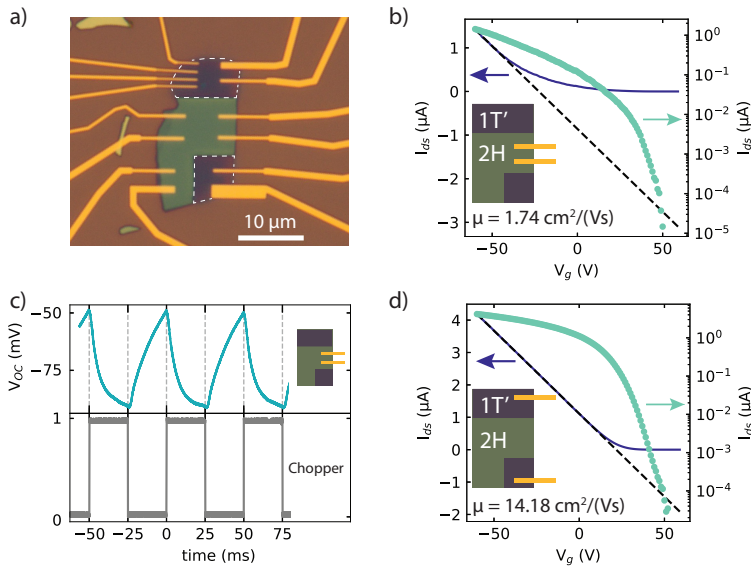 a)
10 µm
b)
1
0
−1
−2
−3
I_ds (µA)
10⁰
10⁻¹
10⁻²
10⁻³
10⁻⁴
10⁻⁵
I_ds (µA)
1T’
2H
µ = 1.74 cm²/(Vs)
−50 0 50
V_g (V)
c)
−50
−75
V_OC (mV)
1
0
Chopper
−50 −25 0 25 50 75
time (ms)
d)
4
3
2
1
0
−1
−2
I_ds (µA)
10⁰
10⁻¹
10⁻²
10⁻³
10⁻⁴
I_ds (µA)
1T’
2H
µ = 14.18 cm²/(Vs)
−50 0 50
V_g (V)